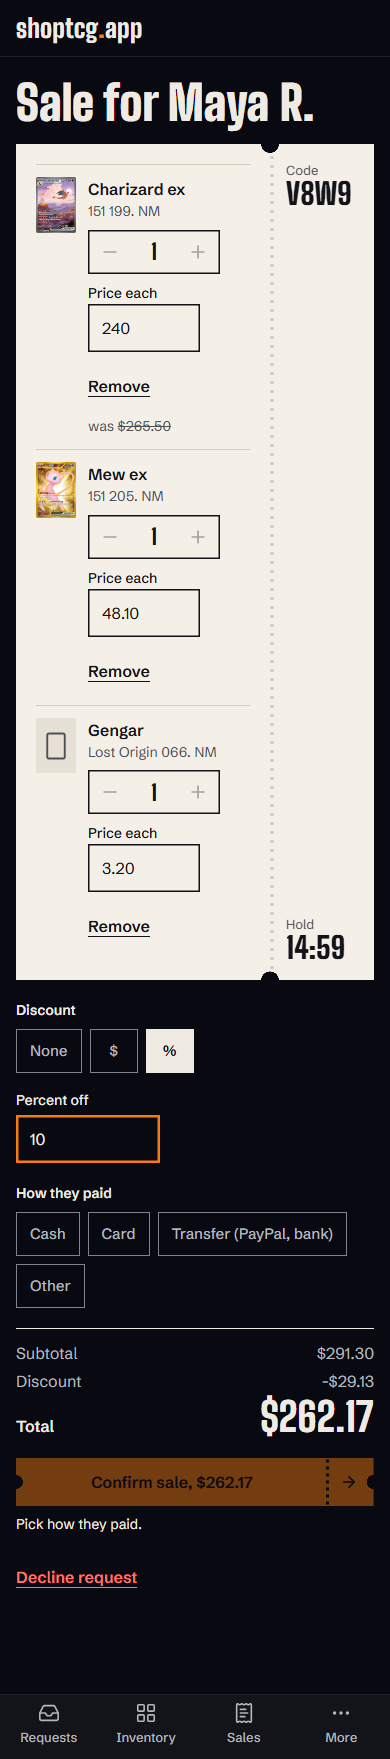 shoptcg.app
Sale for Maya R.
Code
V8W9
Charizard ex
151 199. NM
1
Price each
240
Remove
was $265.50
Mew ex
151 205. NM
1
Price each
48.10
Remove
Gengar
Lost Origin 066. NM
1
Price each
3.20
Remove
Hold
14:59
Discount
None
$
%
Percent off
10
How they paid
Cash
Card
Transfer (PayPal, bank)
Other
Subtotal
$291.30
Discount
-$29.13
Total
$262.17
Confirm sale, $262.17
Pick how they paid.
Decline request
Requests
Inventory
Sales
More